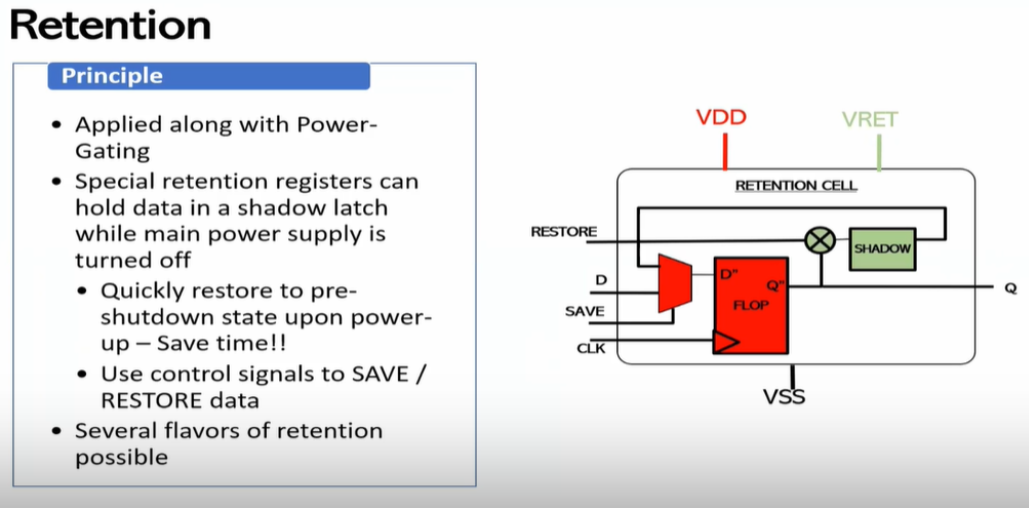 Retention
Principle
• Applied along with Power-
Gating
• Special retention registers can
hold data in a shadow latch
while main power supply is
turned off
• Quickly restore to pre-
shutdown state upon power-
up – Save time!!
• Use control signals to SAVE /
RESTORE data
• Several flavors of retention
possible
VDD
VRET
RETENTION CELL
RESTORE
SHADOW
D"
Q"
D
FLOP
Q
SAVE
CLK
VSS